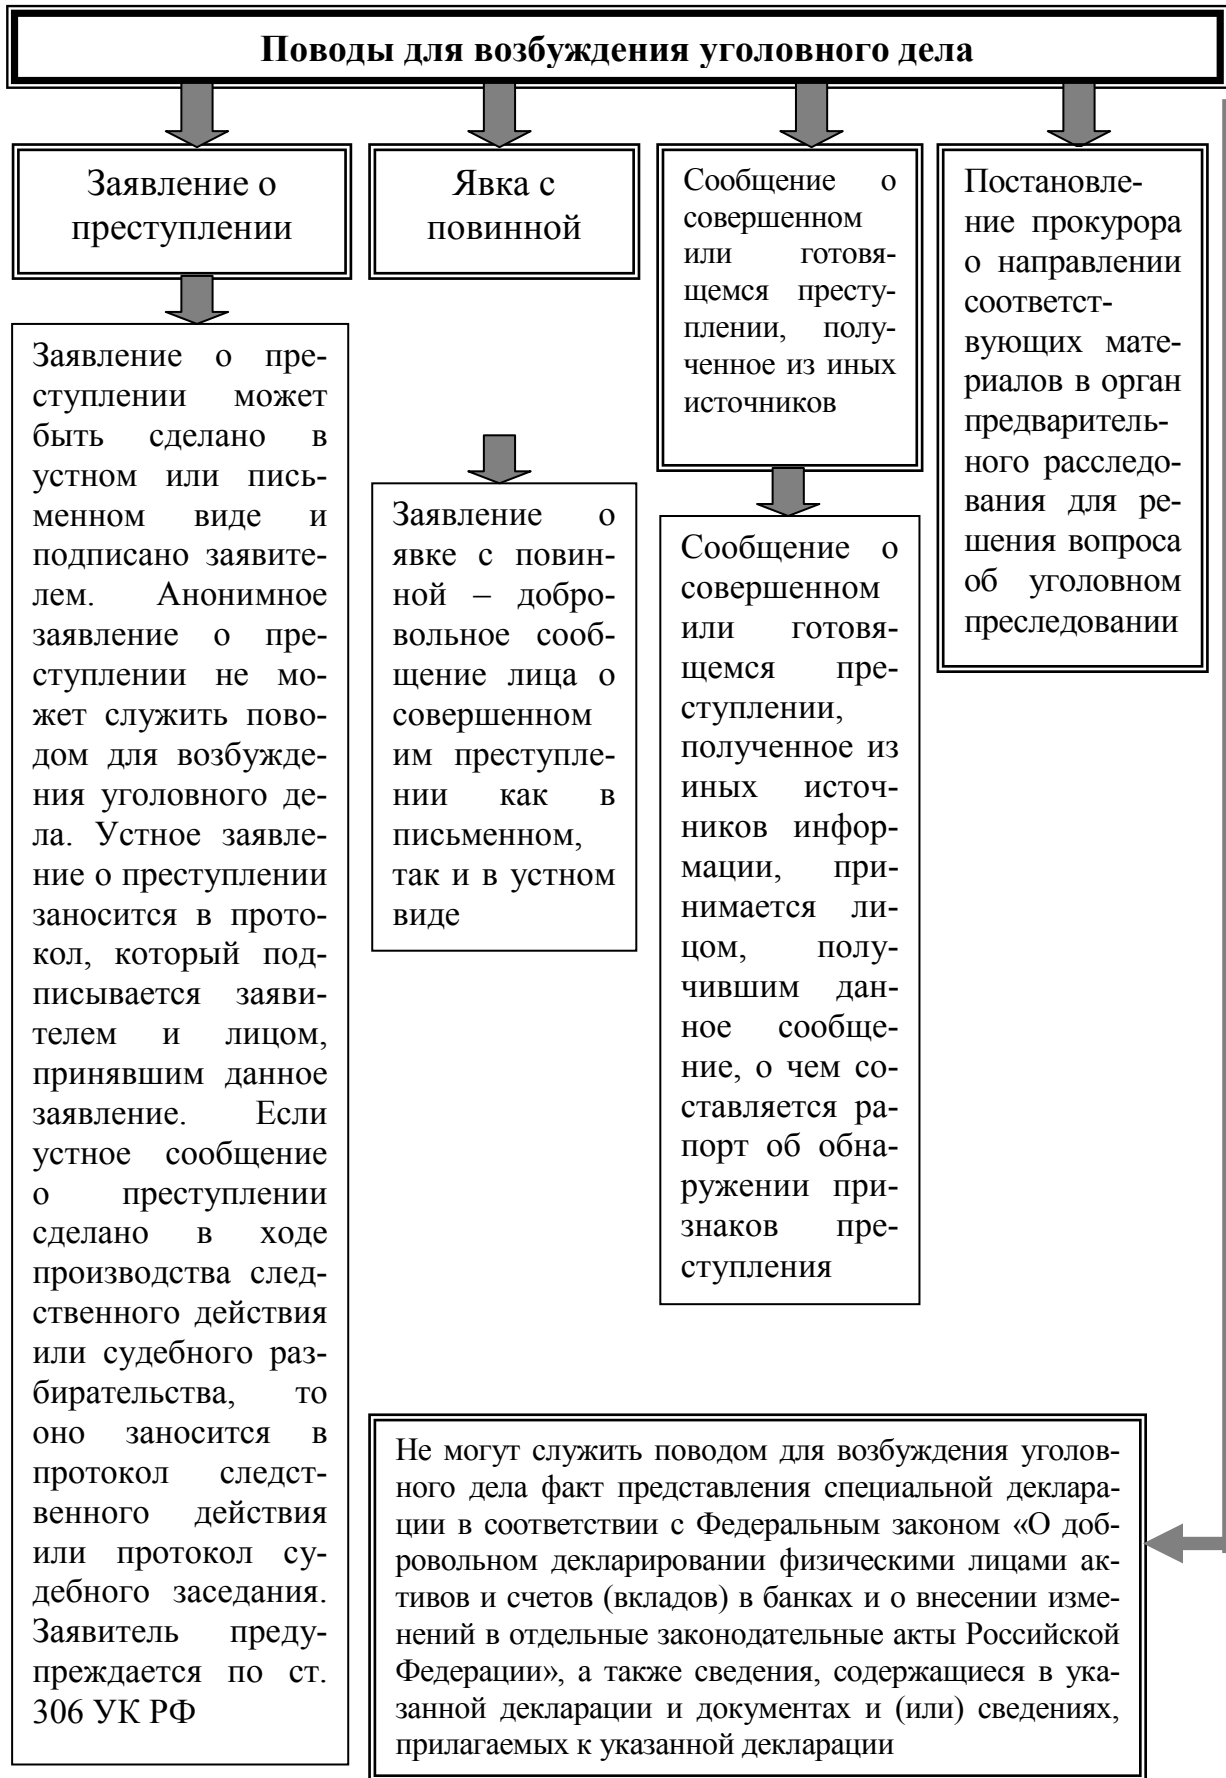 Поводы для возбуждения уголовного дела
Заявление о
преступлении
Явка с
повинной
Сообщение о
совершенном
или готовя-
щемся престу-
плении, полу-
ченное из иных
источников
Постановле-
ние прокурора
о направлении
соответст-
вующих мате-
риалов в орган
предваритель-
ного расследо-
вания для ре-
шения вопроса
об уголовном
преследовании
Заявление о пре-
ступлении может
быть сделано в
устном или пись-
менном виде и
подписано заявите-
лем. Анонимное
заявление о пре-
ступлении не мо-
жет служить пово-
дом для возбужде-
ния уголовного де-
ла. Устное заявле-
ние о преступлении
заносится в прото-
кол, который под-
писывается заяви-
телем и лицом,
принявшим данное
заявление. Если
устное сообщение
о преступлении
сделано в ходе
производства след-
ственного действия
или судебного раз-
бирательства, то
оно заносится в
протокол следст-
венного действия
или протокол су-
дебного заседания.
Заявитель преду-
преждается по ст.
306 УК РФ
Заявление о
явке с повин-
ной – добро-
вольное сооб-
щение лица о
совершенном
им преступле-
нии как в
письменном,
так и в устном
виде
Сообщение о
совершенном
или готовя-
щемся пре-
ступлении,
полученное из
иных источ-
ников инфор-
мации, при-
нимается ли-
цом, полу-
чившим дан-
ное сообще-
ние, о чем со-
ставляется ра-
порт об обна-
ружении при-
знаков пре-
ступления
Не могут служить поводом для возбуждения уголов-
ного дела факт представления специальной деклара-
ции в соответствии с Федеральным законом «О доб-
ровольном декларировании физическими лицами ак-
тивов и счетов (вкладов) в банках и о внесении изме-
нений в отдельные законодательные акты Российской
Федерации», а также сведения, содержащиеся в ука-
занной декларации и документах и (или) сведениях,
прилагаемых к указанной декларации